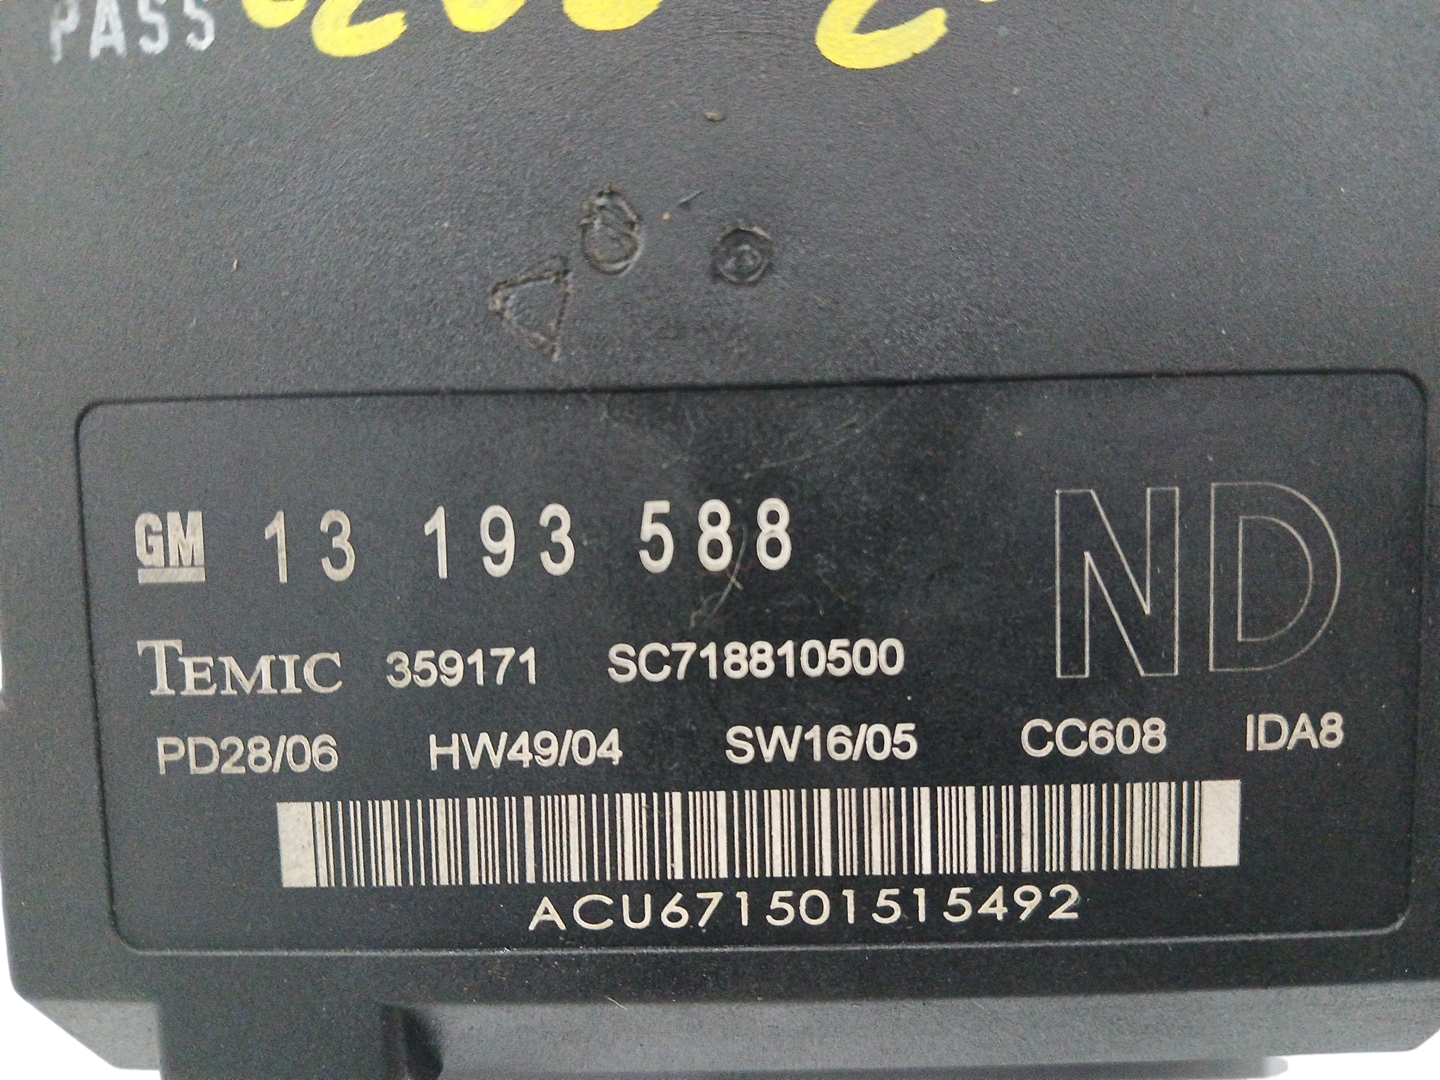 PASS
GM 13 193 588 ND
TEMIC 359171 SC718810500
PD28/06 HW49/04 SW16/05 CC608 IDA8
ACU671501515492